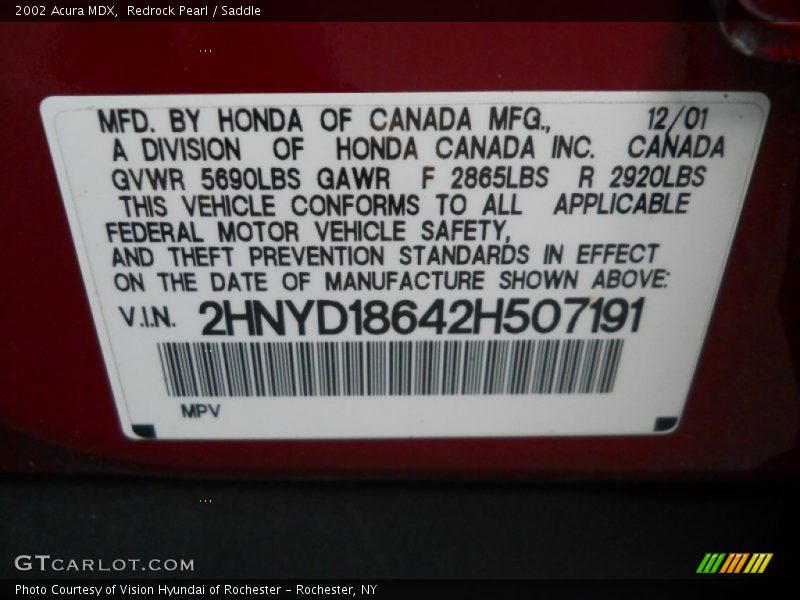 2002 Acura MDX, Redrock Pearl / Saddle
MFD. BY HONDA OF CANADA MFG., 12/01
A DIVISION OF HONDA CANADA INC. CANADA
GVWR 5690LBS GAWR F 2865LBS R 2920LBS
THIS VEHICLE CONFORMS TO ALL APPLICABLE
FEDERAL MOTOR VEHICLE SAFETY,
AND THEFT PREVENTION STANDARDS IN EFFECT
ON THE DATE OF MANUFACTURE SHOWN ABOVE:
V.I.N. 2HNYD18642H507191
MPV
GTCARLOT.COM
Photo Courtesy of Vision Hyundai of Rochester - Rochester, NY